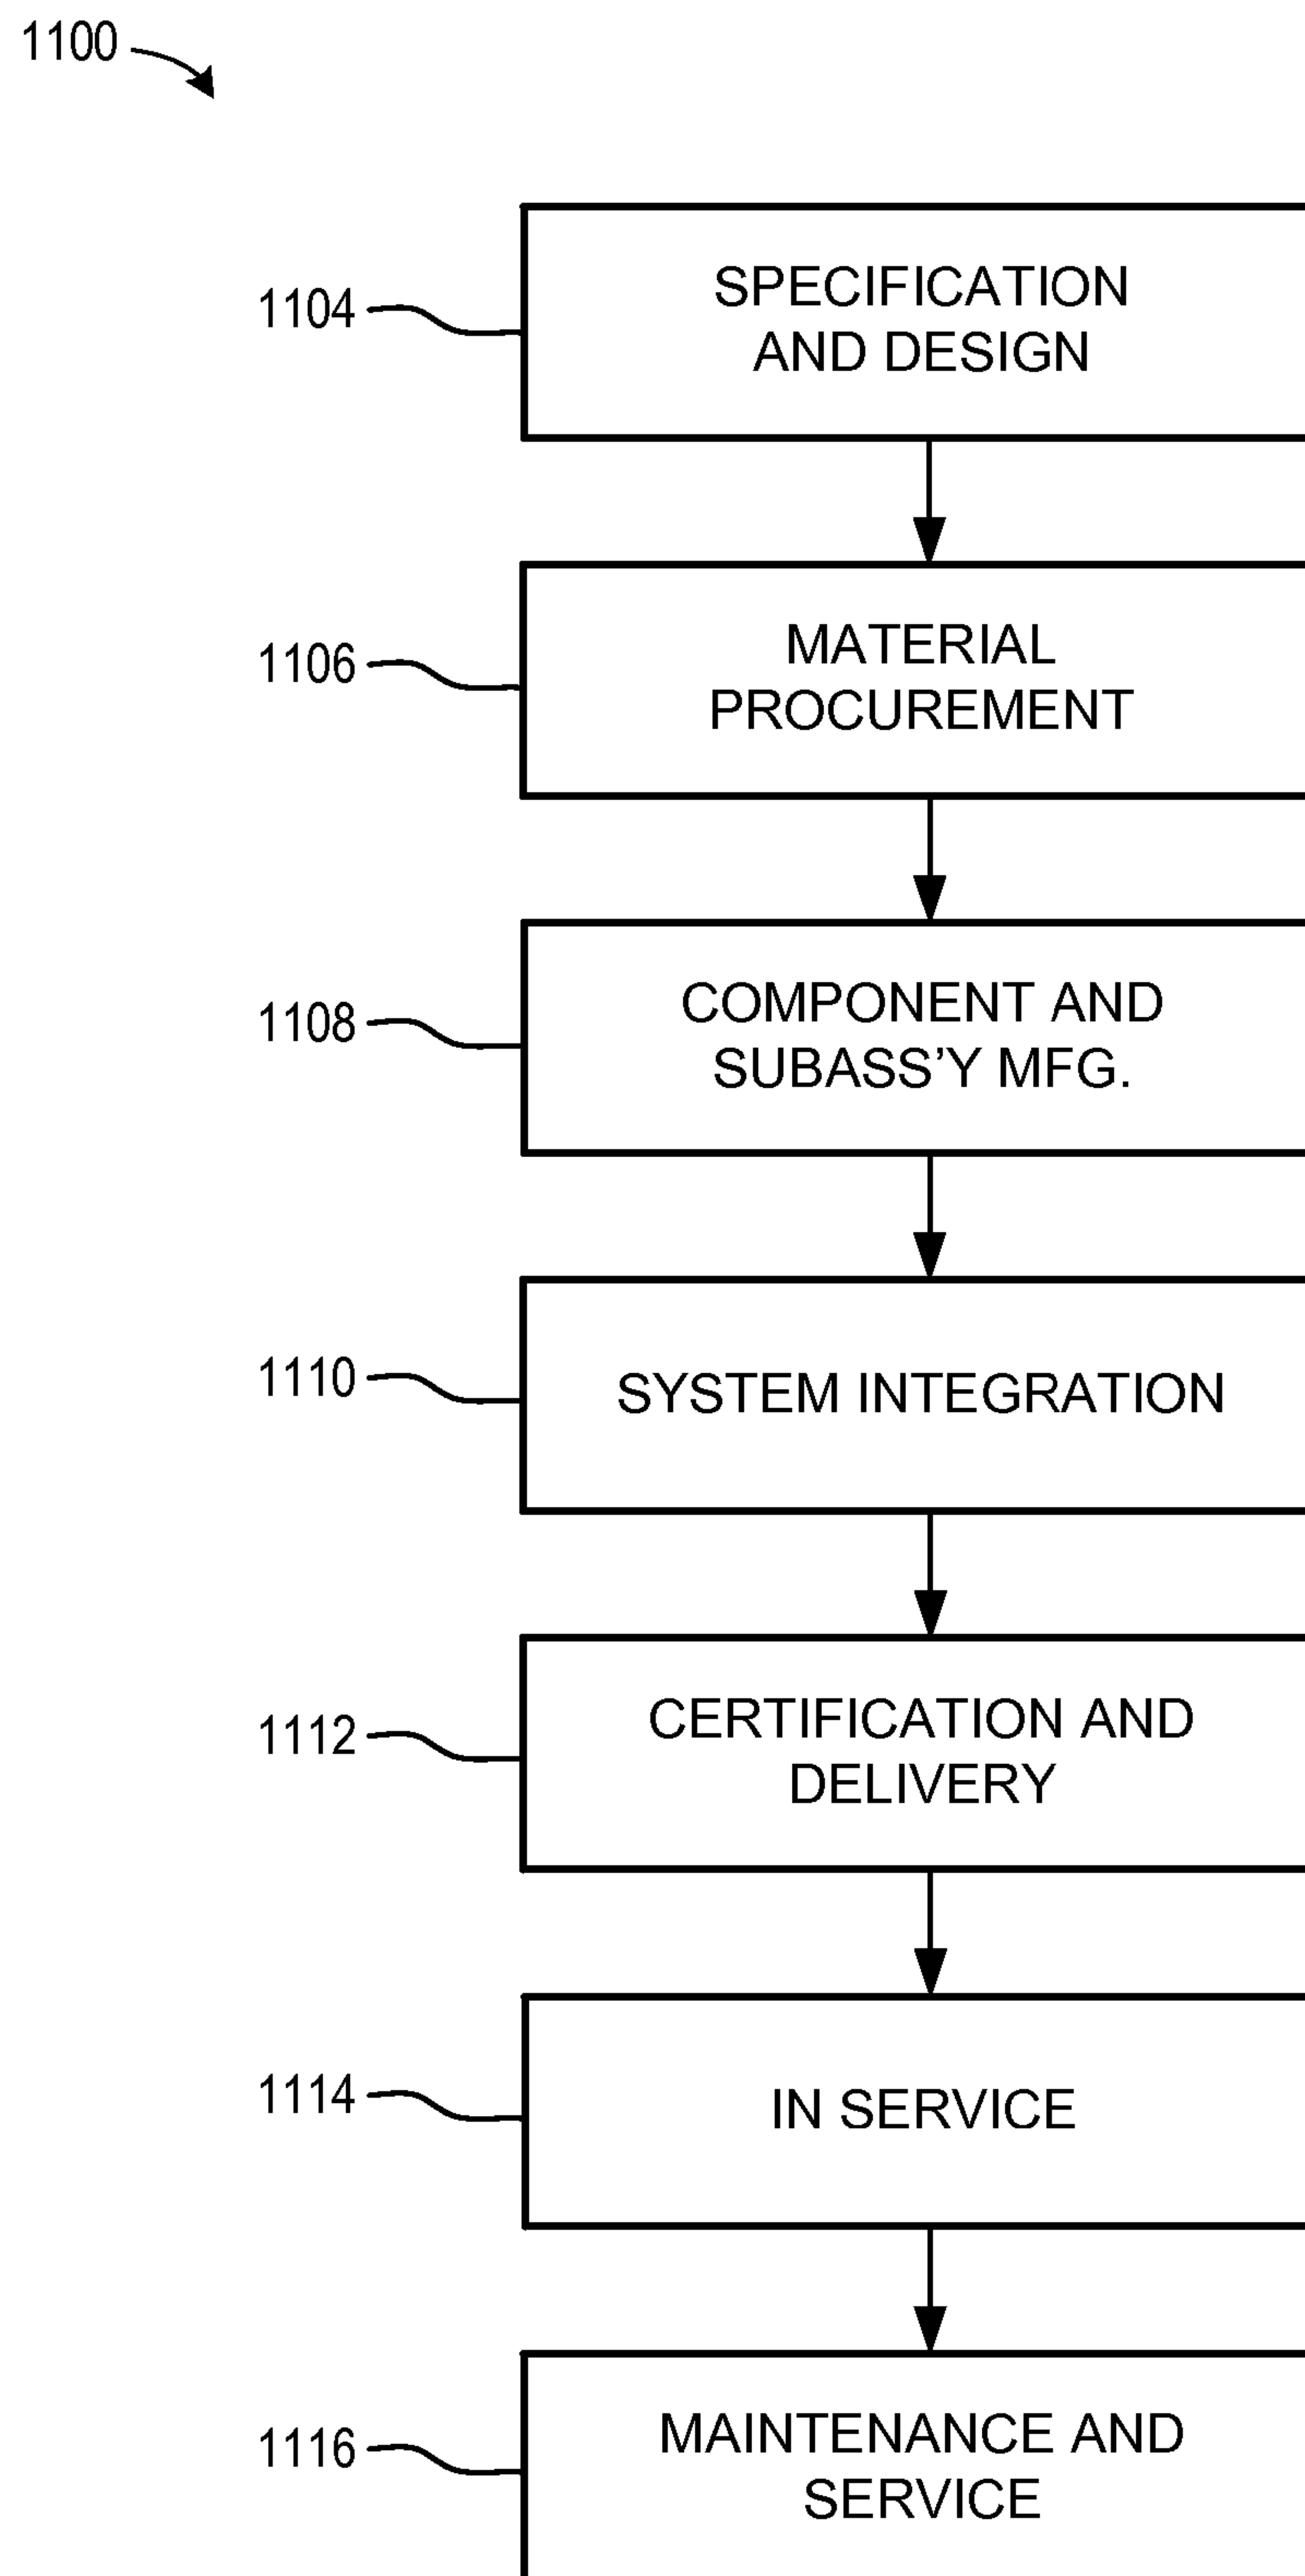 1100
1104
SPECIFICATION
AND DESIGN
1106
MATERIAL
PROCUREMENT
1108
COMPONENT AND
SUBASS’Y MFG.
1110
SYSTEM INTEGRATION
1112
CERTIFICATION AND
DELIVERY
1114
IN SERVICE
1116
MAINTENANCE AND
SERVICE